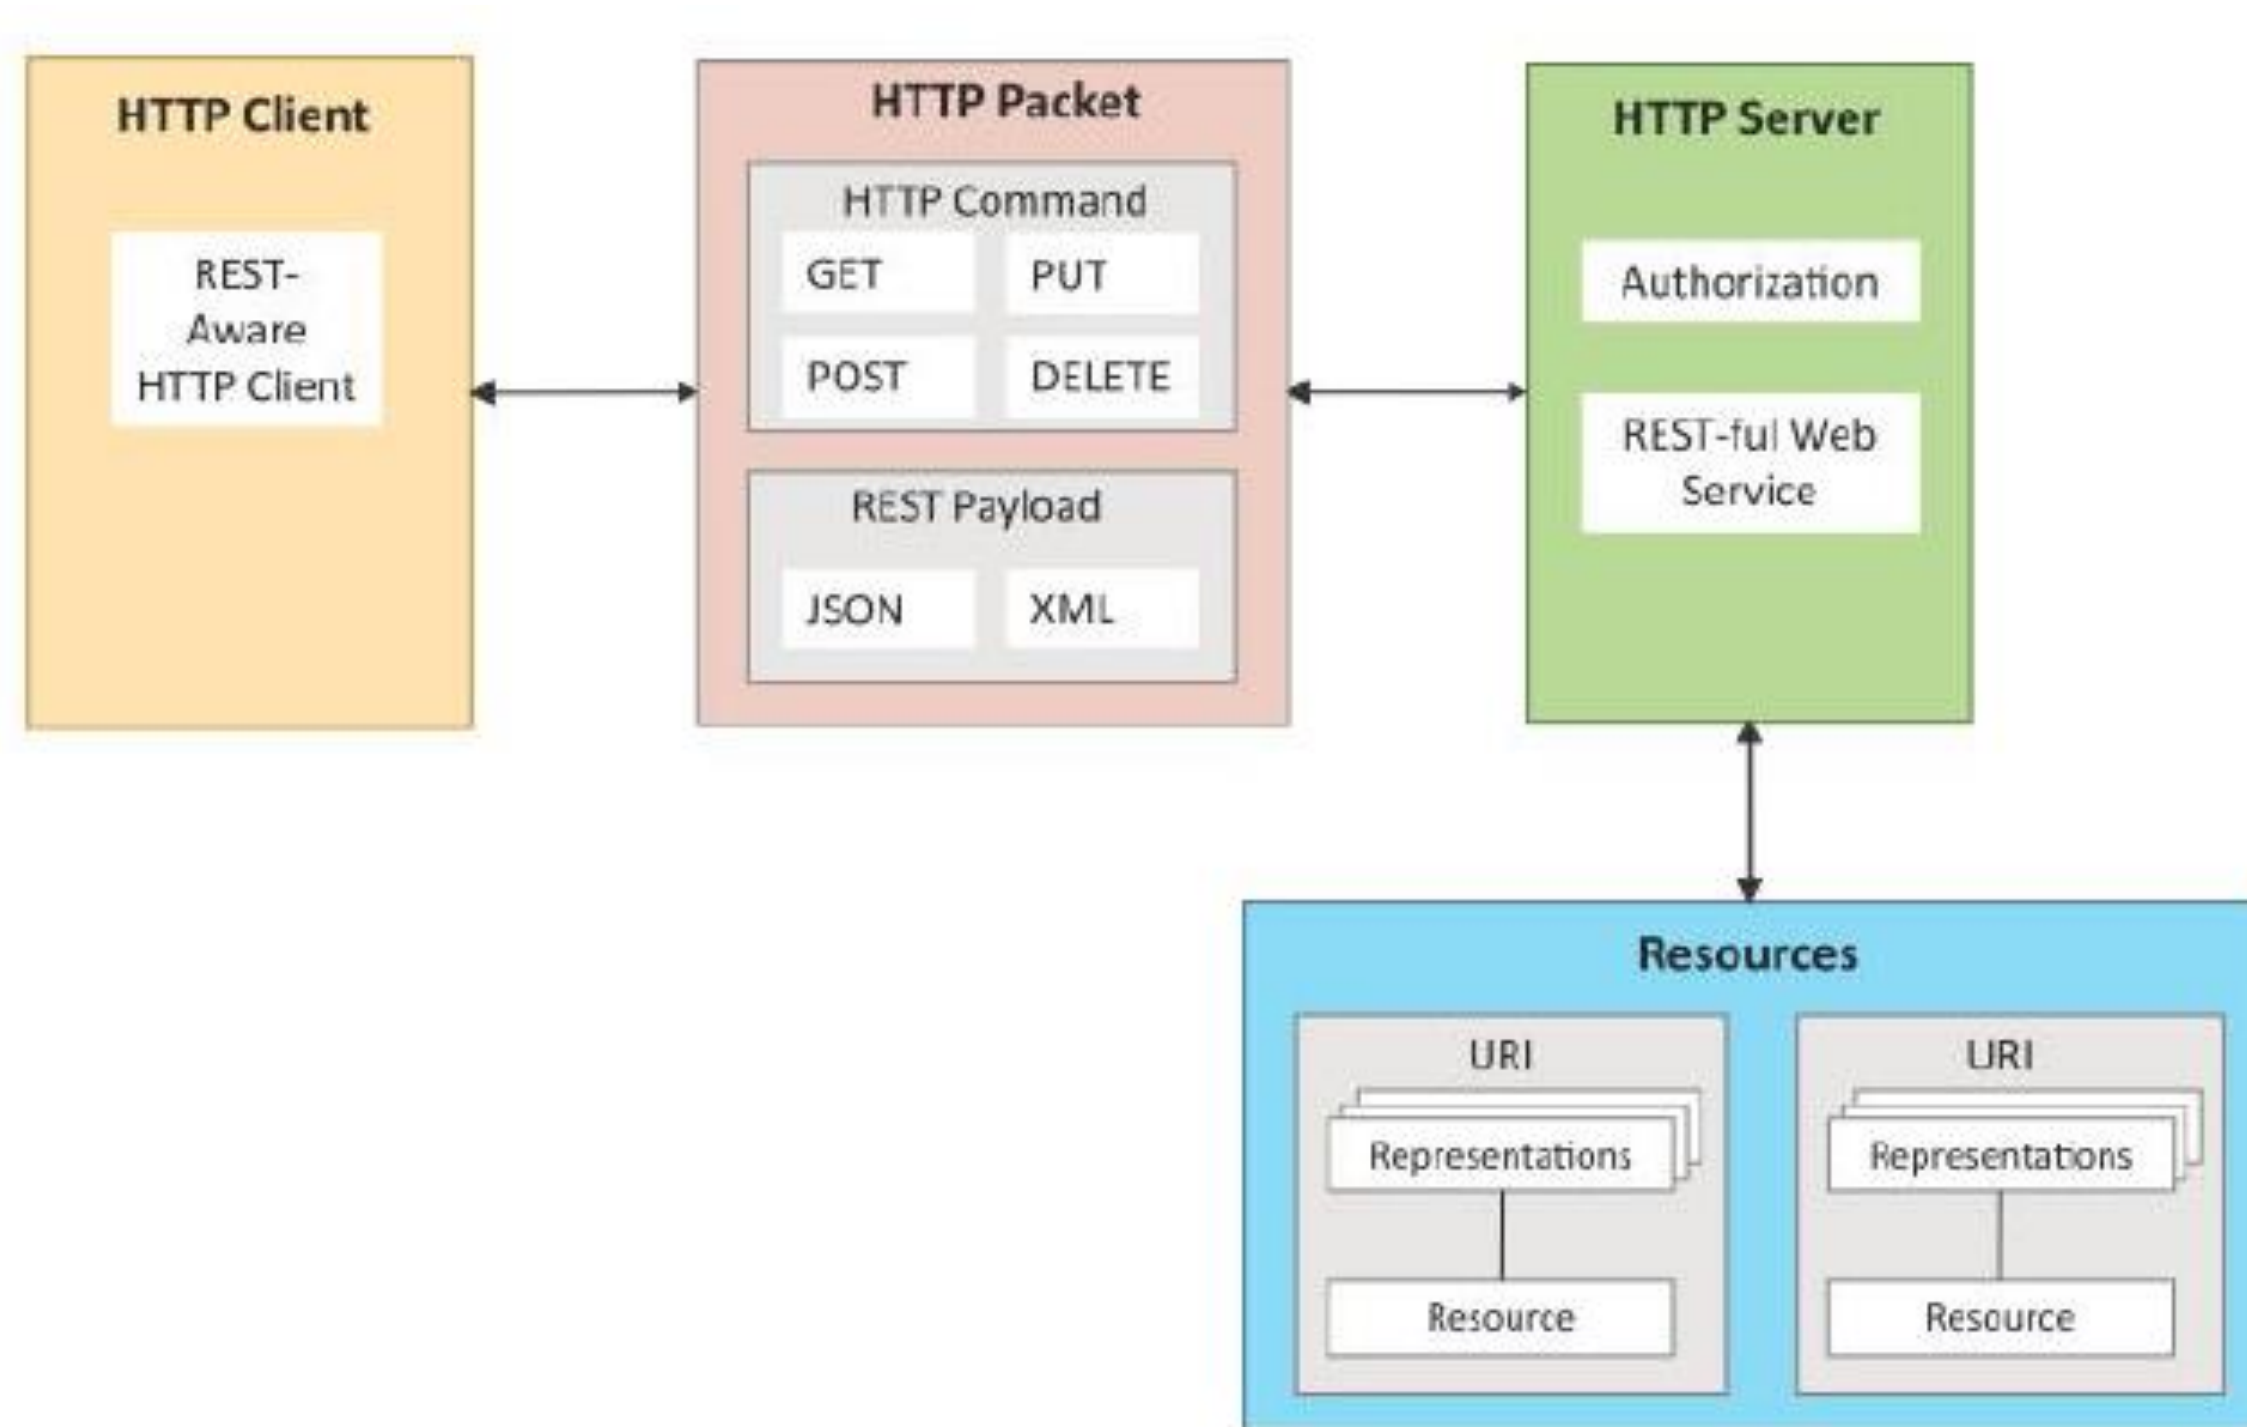 HTTP Client
REST-
Aware
HTTP Client
HTTP Packet
HTTP Command
GET
PUT
POST
DELETE
REST Payload
JSON
XML
HTTP Server
Authorization
REST-ful Web
Service
Resources
URI
Representations
Resource
URI
Representations
Resource